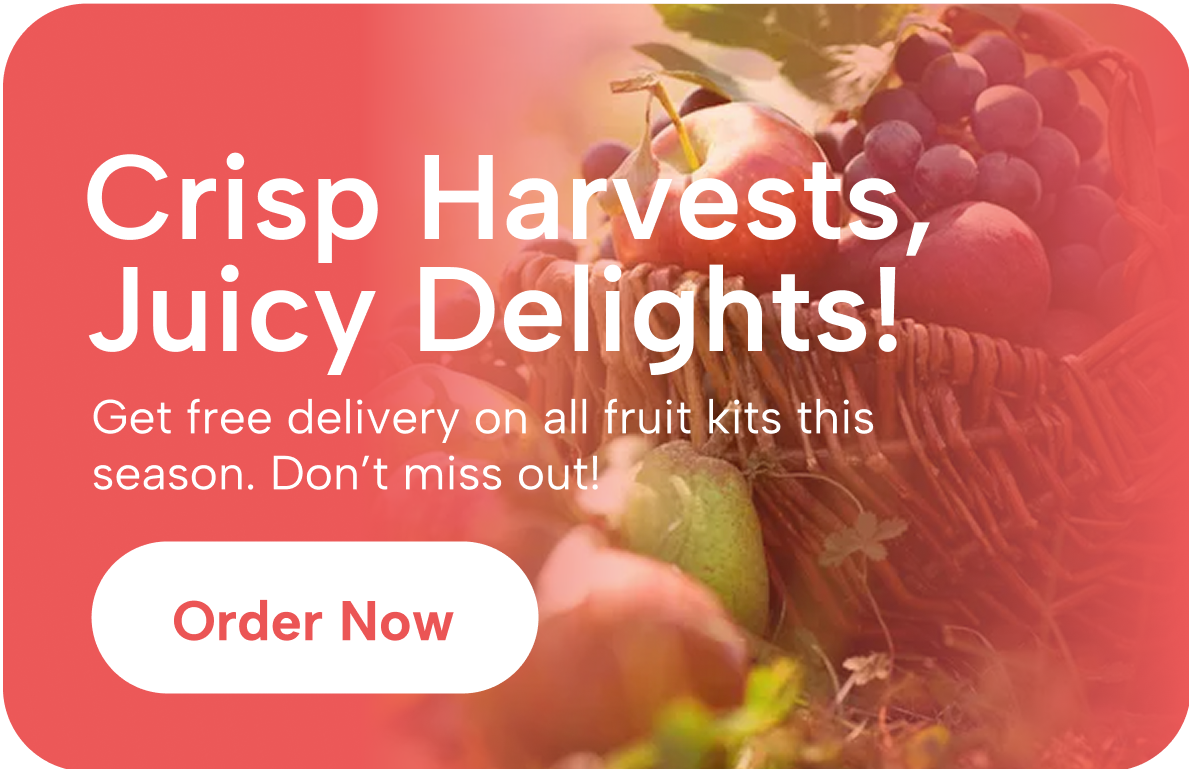 Crisp Harvests,
Juicy Delights!
Get free delivery on all fruit kits this
season. Don’t miss out!
Order Now